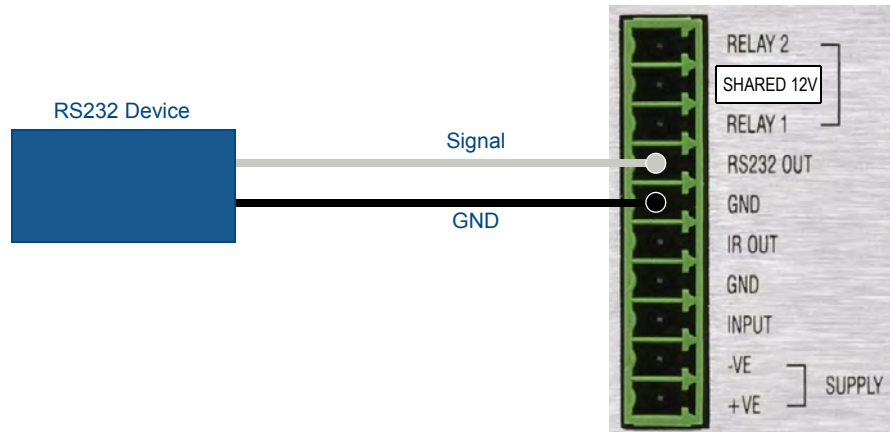 RELAY 2
SHARED 12V
RS232 Device
RELAY 1
Signal
RS232 OUT
GND
GND
IR OUT
GND
INPUT
-VE
SUPPLY
+VE